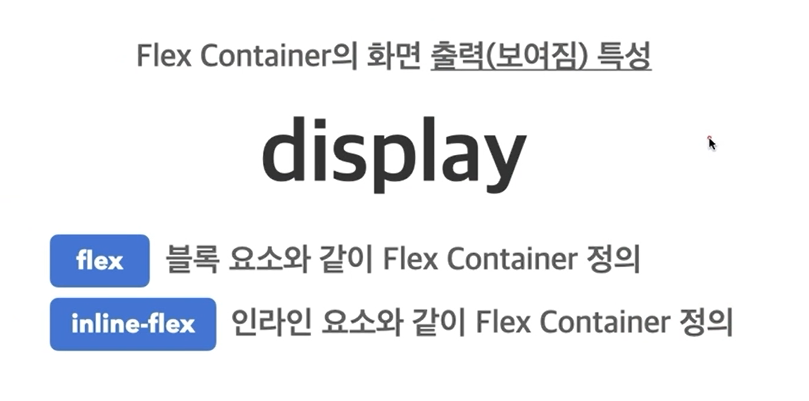 Flex Container의 화면 출력(보여짐) 특성
display
flex 블록 요소와 같이 Flex Container 정의
inline-flex 인라인 요소와 같이 Flex Container 정의